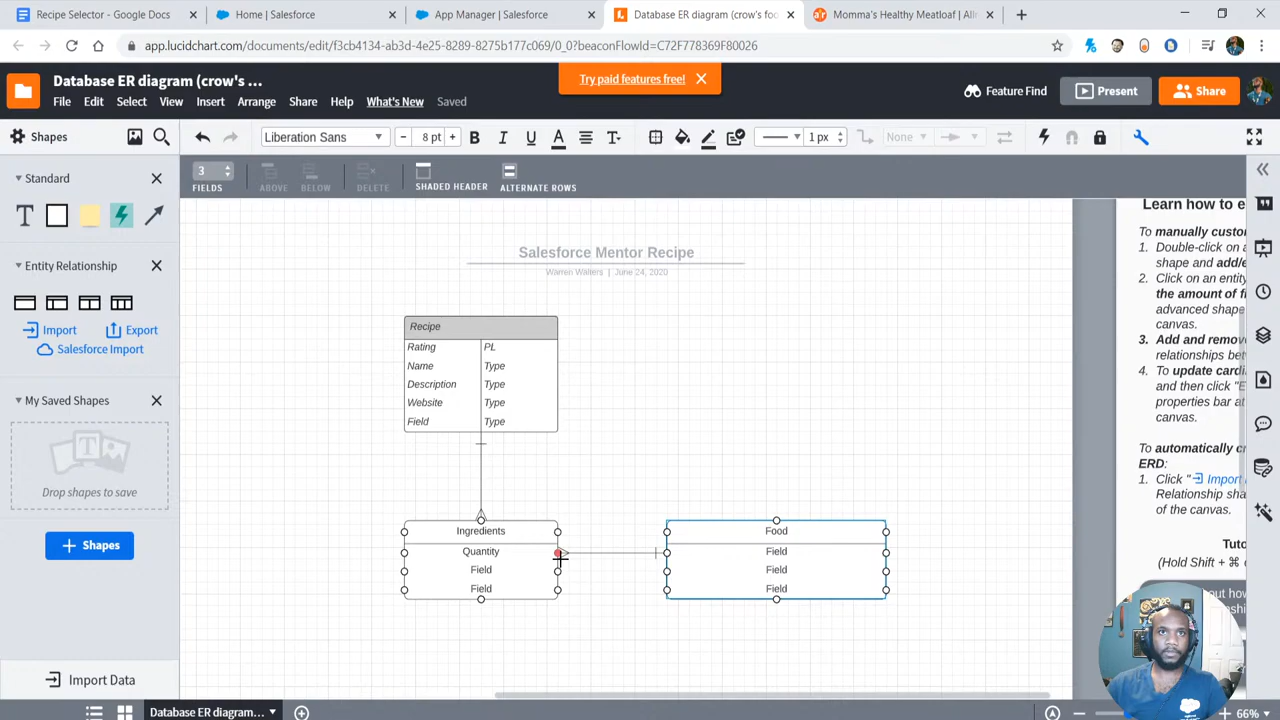 Recipe Selector - Google Docs
Home | Salesforce
App Manager | Salesforce
Database ER diagram (crow's foo
Momma's Healthy Meatloaf | Alle
app.lucidchart.com/documents/edit/f3cb4134-ab3d-4e25-8289-8275b177c069/0_0?beaconFlowId=C72F778369F80026
Database ER diagram (crow's ...
Try paid features free!
File Edit Select View Insert Arrange Share Help What's New Saved
Feature Find
Present
Share
Shapes
Liberation Sans
8 pt
None
1 px
Standard
3
FIELDS
ABOVE
BELOW
DELETE
SHADED HEADER
ALTERNATE ROWS
Entity Relationship
Import
Export
Salesforce Import
My Saved Shapes
Drop shapes to save
Shapes
Import Data
Salesforce Mentor Recipe
Warren Walters | June 24, 2020
Recipe
Rating PL
Name Type
Description Type
Website Type
Field Type
Ingredients
Quantity
Field
Field
Food
Field
Field
Field
Learn how to e
To manually custo
1. Double-click on a
shape and add/e
2. Click on an entity
the amount of fi
advanced shape
canvas.
3. Add and remov
relationships bet
4. To update cardi
and then click "E
properties bar at
canvas.
To automatically c
ERD:
1. Click "Import
Relationship sha
of the canvas.
Tuto
(Hold Shift + ⌘
out how
Database ER diagram...
66%